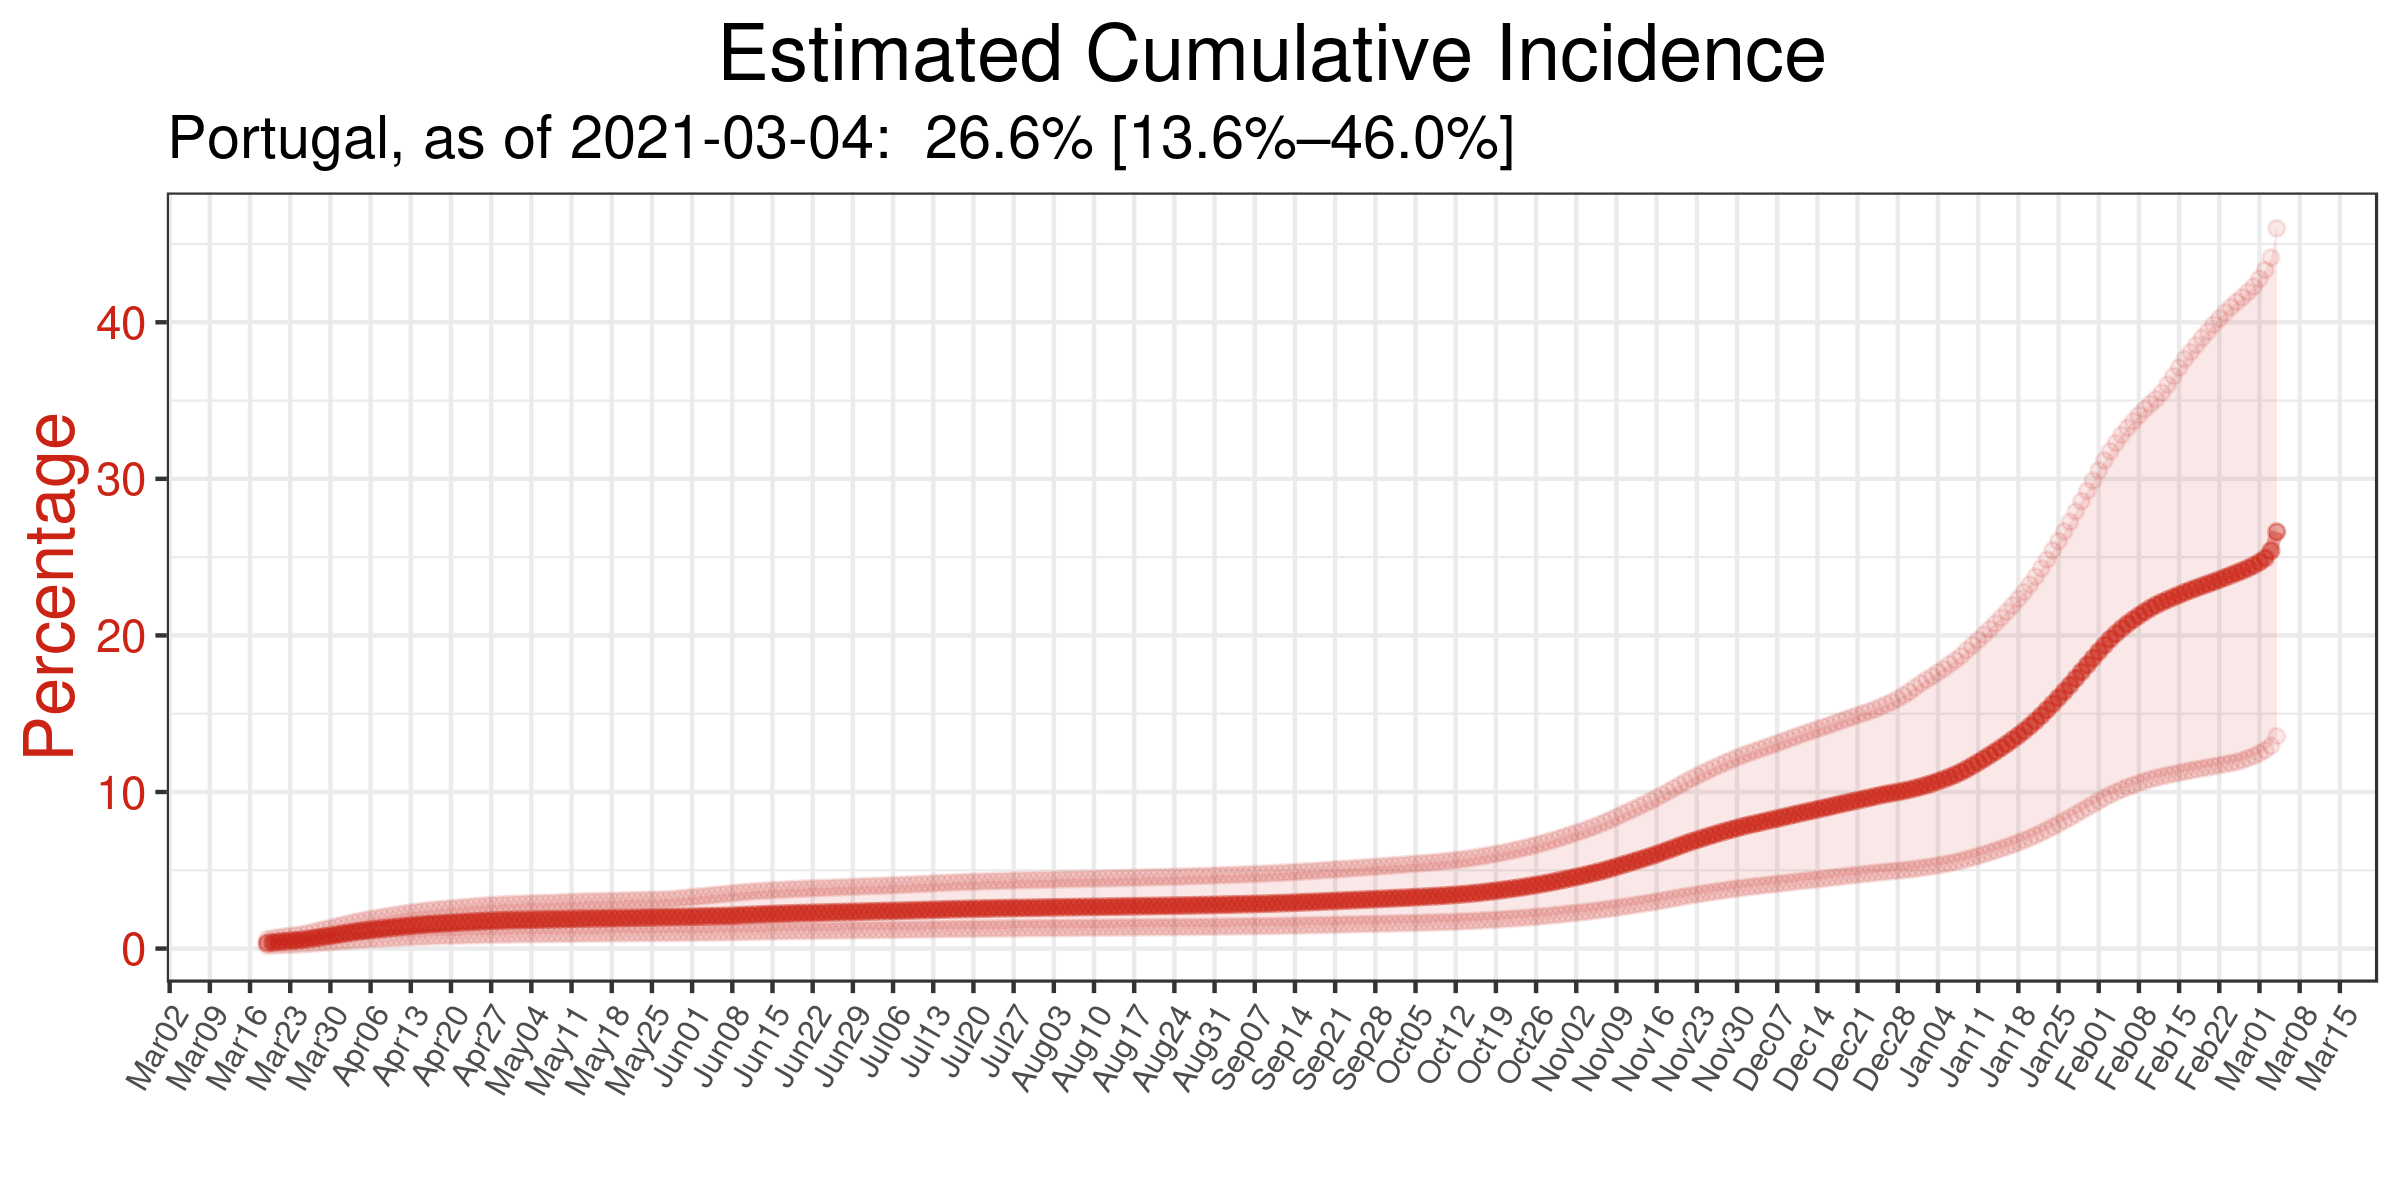 Estimated Cumulative Incidence
Portugal, as of 2021-03-04:  26.6% [13.6%–46.0%]
Percentage
40
30
20
10
0
Mar02 Mar09 Mar16 Mar23 Mar30 Apr06 Apr13 Apr20 Apr27 May04 May11 May18 May25 Jun01 Jun08 Jun15 Jun22 Jun29 Jul06 Jul13 Jul20 Jul27 Aug03 Aug10 Aug17 Aug24 Aug31 Sep07 Sep14 Sep21 Sep28 Oct05 Oct12 Oct19 Oct26 Nov02 Nov09 Nov16 Nov23 Nov30 Dec07 Dec14 Dec21 Dec28 Jan04 Jan11 Jan18 Jan25 Feb01 Feb08 Feb15 Feb22 Mar01 Mar08 Mar15